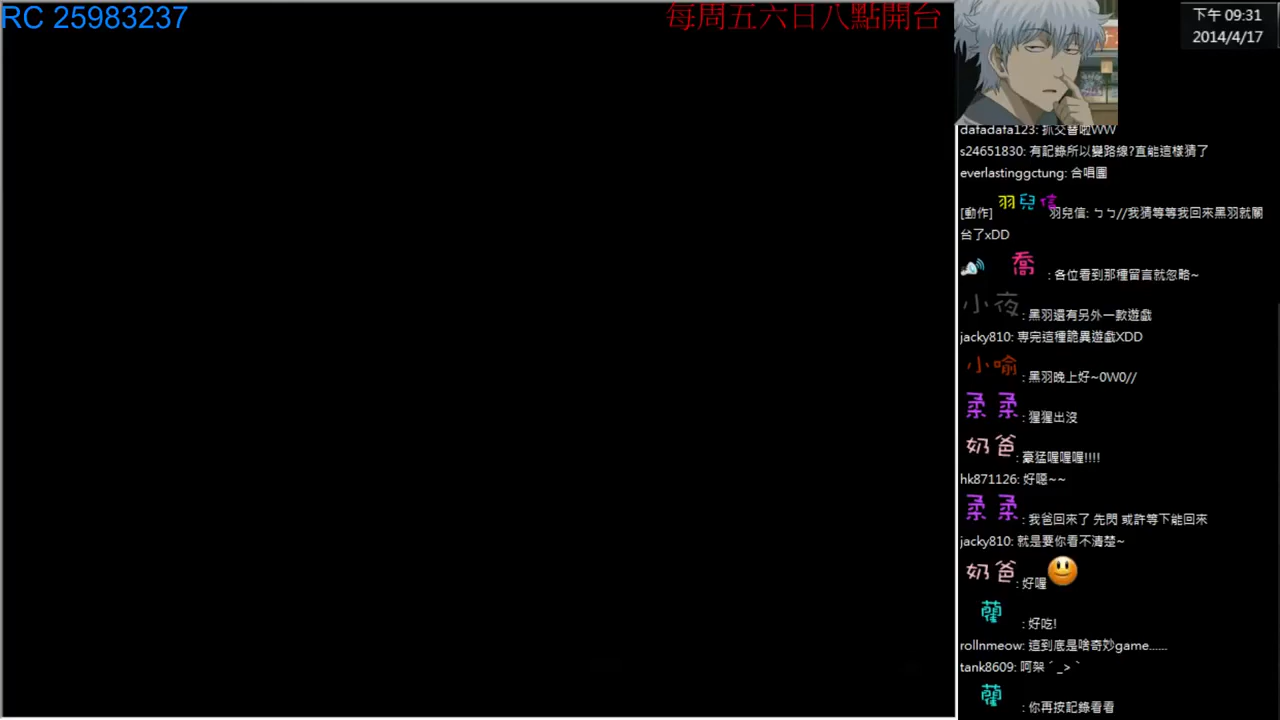 RC 25983237
每周五六日八點開台
下午 09:31
2014/4/17
dafadafa123: 抓交替啦WW
s24651830: 有記錄所以變路線?直能這樣猜了
everlastinggctung: 合唱團
[動作] 羽兒信 羽兒信: ㄅㄅ//我猜等等我回來黑羽就關
台了xDD
喬 : 各位看到那種留言就忽略~
小夜 : 黑羽還有另外一款遊戲
jacky810: 専完這種詭異遊戲XDD
小喻 : 黑羽晚上好~0W0//
柔柔 : 猩猩出沒
奶爸 : 豪猛喔喔喔!!!!
hk871126: 好噁~~
柔柔 : 我爸回來了 先閃 或許等下能回來
jacky810: 就是要你看不清楚~
奶爸 : 好喔
藺 : 好吃!
rollnmeow: 這到底是啥奇妙game......
tank8609: 呵架ˊ_>ˋ
藺 : 你再按記錄看看